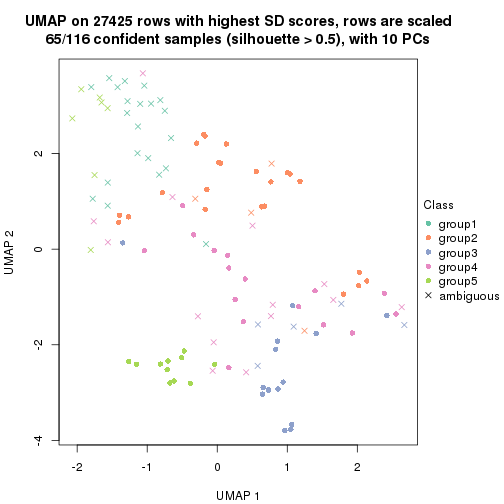 UMAP on 27425 rows with highest SD scores, rows are scaled
65/116 confident samples (silhouette > 0.5), with 10 PCs
UMAP 2
2
0
-2
-4
-2
-1
0
1
2
UMAP 1
Class
group1
group2
group3
group4
group5
ambiguous